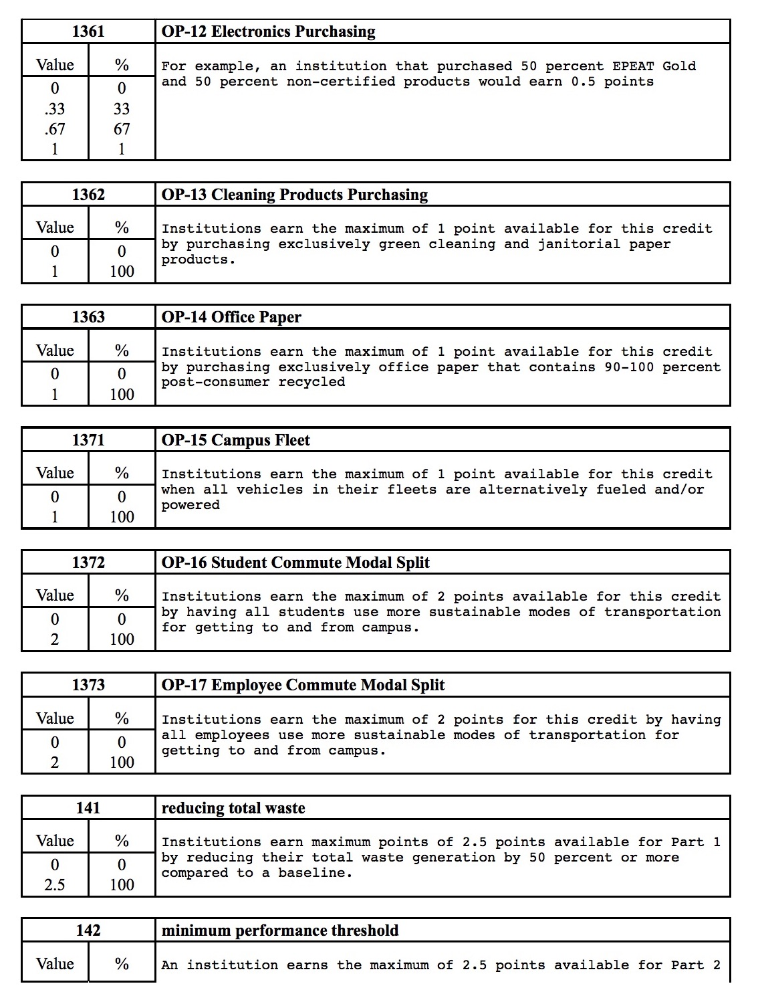 1361 OP-12 Electronics Purchasing
Value % For example, an institution that purchased 50 percent EPEAT Gold
0 0 and 50 percent non-certified products would earn 0.5 points
.33 33
.67 67
1 1
1362 OP-13 Cleaning Products Purchasing
Value % Institutions earn the maximum of 1 point available for this credit
0 0 by purchasing exclusively green cleaning and janitorial paper
1 100 products.
1363 OP-14 Office Paper
Value % Institutions earn the maximum of 1 point available for this credit
0 0 by purchasing exclusively office paper that contains 90-100 percent
1 100 post-consumer recycled
1371 OP-15 Campus Fleet
Value % Institutions earn the maximum of 1 point available for this credit
0 0 when all vehicles in their fleets are alternatively fueled and/or
1 100 powered
1372 OP-16 Student Commute Modal Split
Value % Institutions earn the maximum of 2 points available for this credit
0 0 by having all students use more sustainable modes of transportation
2 100 for getting to and from campus.
1373 OP-17 Employee Commute Modal Split
Value % Institutions earn the maximum of 2 points for this credit by having
0 0 all employees use more sustainable modes of transportation for
2 100 getting to and from campus.
141 reducing total waste
Value % Institutions earn maximum points of 2.5 points available for Part 1
0 0 by reducing their total waste generation by 50 percent or more
2.5 100 compared to a baseline.
142 minimum performance threshold
Value % An institution earns the maximum of 2.5 points available for Part 2